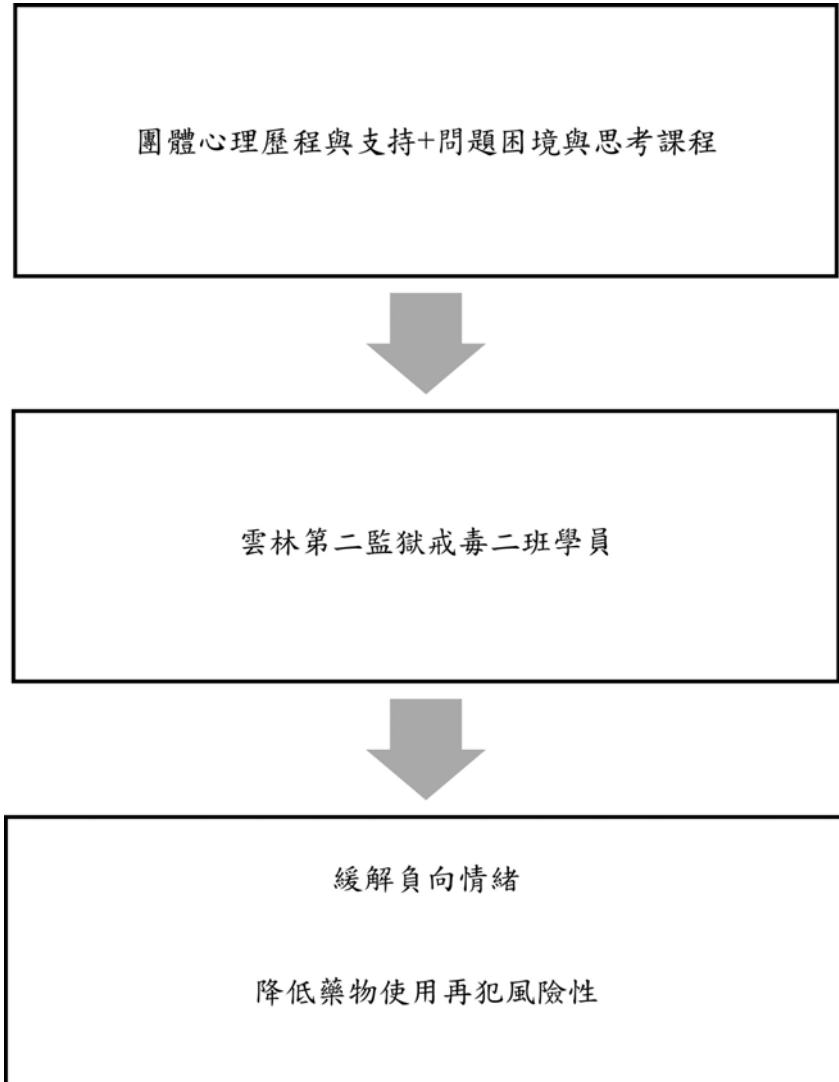 團體心理歷程與支持+問題困境與思考課程
雲林第二監獄戒毒二班學員
緩解負向情緒
降低藥物使用再犯風險性